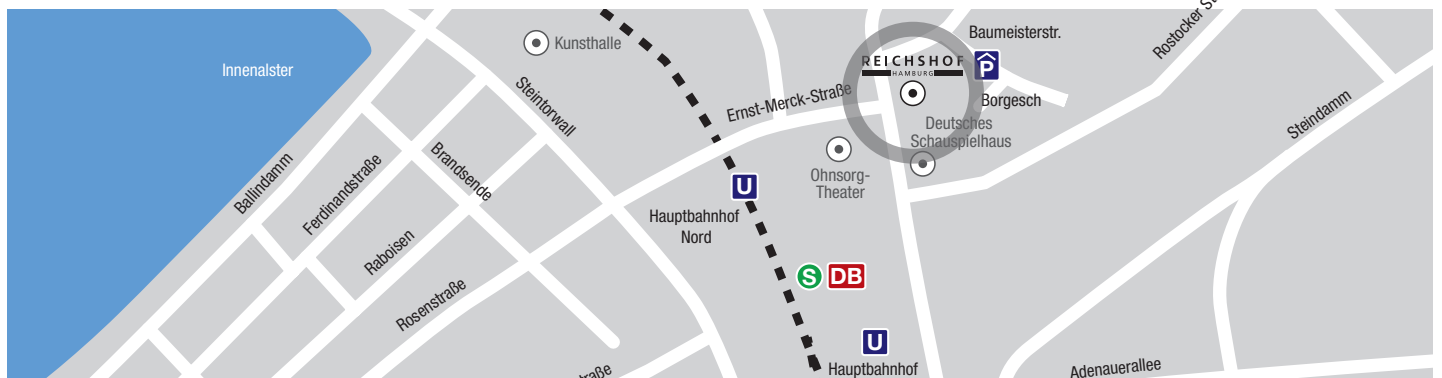 Innenalster
Kunsthalle
Steintorwall
Ballindamm
Ferdinandstraße
Brandsende
Raboisen
Rosenstraße
Ernst-Merck-Straße
REICHSHOF
HAMBURG
Baumeisterstr.
P
Borgesch
Rostocker
Deutsches
Schauspielhaus
Ohnsorg-
Theater
Steindamm
U
Hauptbahnhof
Nord
S
DB
U
Hauptbahnhof
Adenauerallee